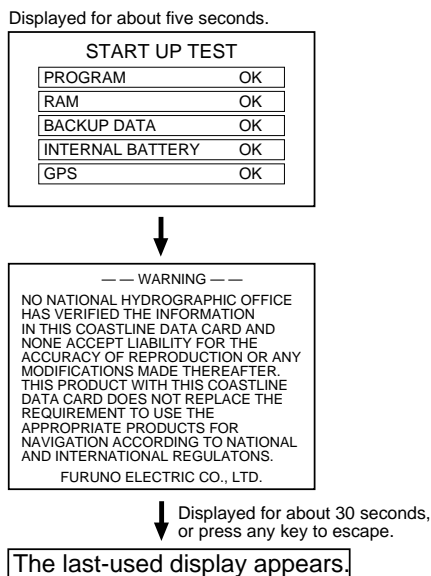 Displayed for about five seconds.
START UP TEST
PROGRAM OK
RAM OK
BACKUP DATA OK
INTERNAL BATTERY OK
GPS OK
— — WARNING — —
NO NATIONAL HYDROGRAPHIC OFFICE
HAS VERIFIED THE INFORMATION
IN THIS COASTLINE DATA CARD AND
NONE ACCEPT LIABILITY FOR THE
ACCURACY OF REPRODUCTION OR ANY
MODIFICATIONS MADE THEREAFTER.
THIS PRODUCT WITH THIS COASTLINE
DATA CARD DOES NOT REPLACE THE
REQUIREMENT TO USE THE
APPROPRIATE PRODUCTS FOR
NAVIGATION ACCORDING TO NATIONAL
AND INTERNATIONAL REGULATONS.
FURUNO ELECTRIC CO., LTD.
Displayed for about 30 seconds,
or press any key to escape.
The last-used display appears.